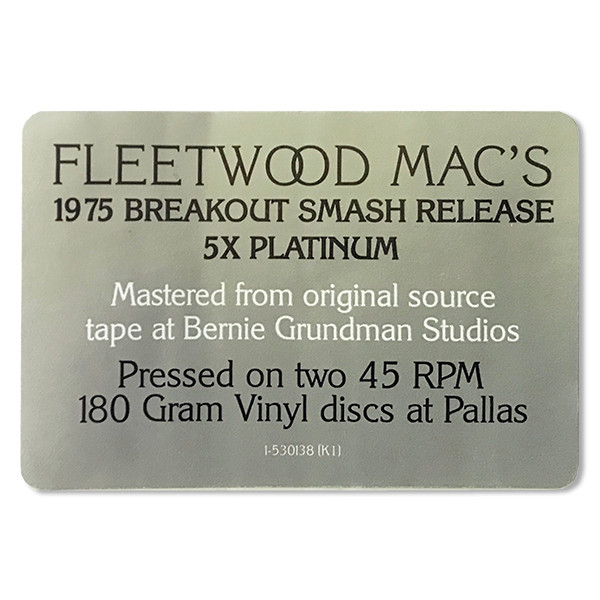 FLEETWOOD MAC'S
1975 BREAKOUT SMASH RELEASE
5X PLATINUM
Mastered from original source
tape at Bernie Grundman Studios
Pressed on two 45 RPM
180 Gram Vinyl discs at Pallas
1-530138 (K1)